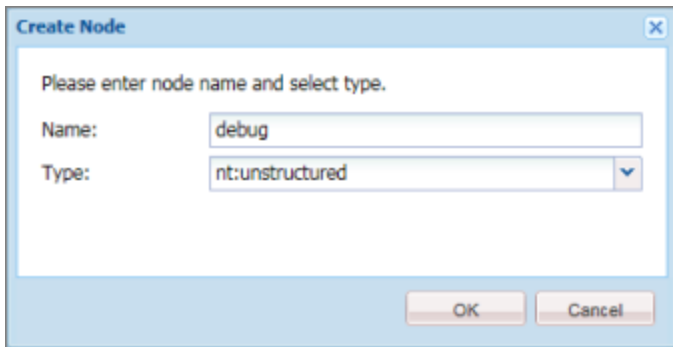 Create Node
Please enter node name and select type.
Name: debug
Type: nt:unstructured
OK Cancel